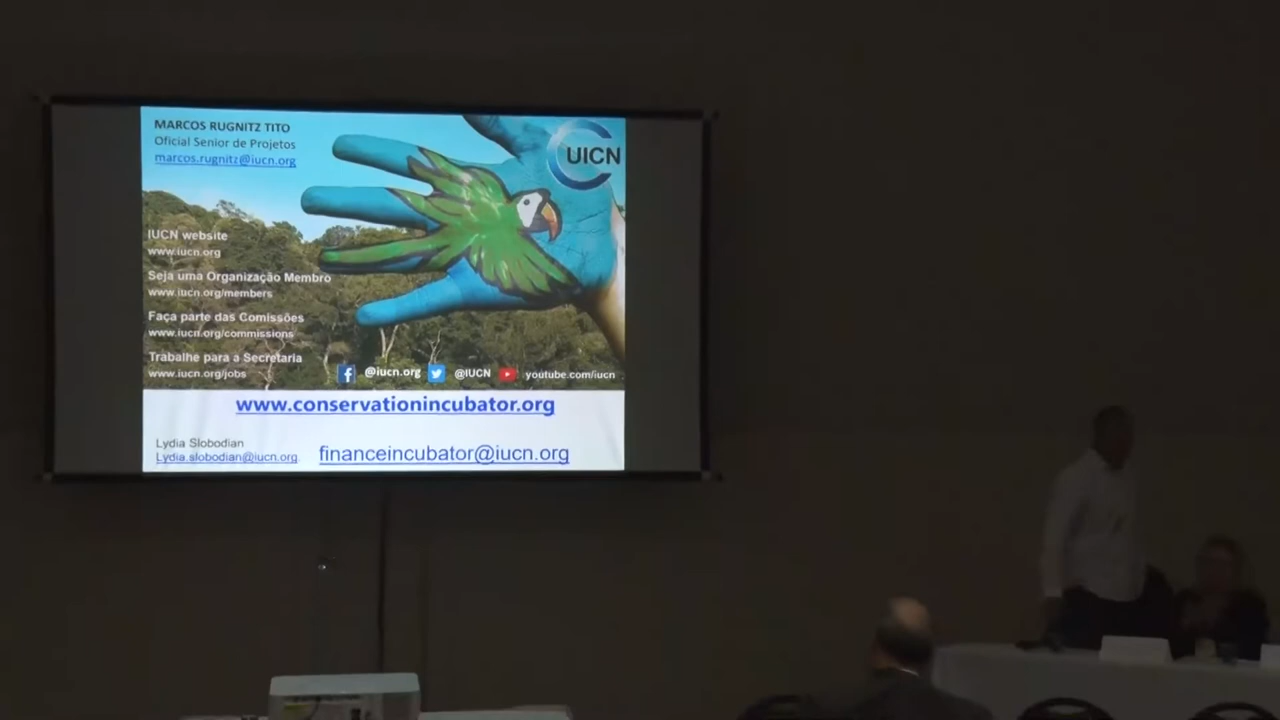 MARCOS RUGNITZ TITO
Oficial Senior de Projetos
marcos.rugnitz@iucn.org
UICN
IUCN website
www.iucn.org
Seja uma Organização Membro
www.iucn.org/members
Faça parte das Comissões
www.iucn.org/commissions
Trabalhe para a Secretaria
www.iucn.org/jobs
@iucn.org @IUCN youtube.com/iucn
www.conservationincubator.org
Lydia Slobodian
Lydia.slobodian@iucn.org
financeincubator@iucn.org